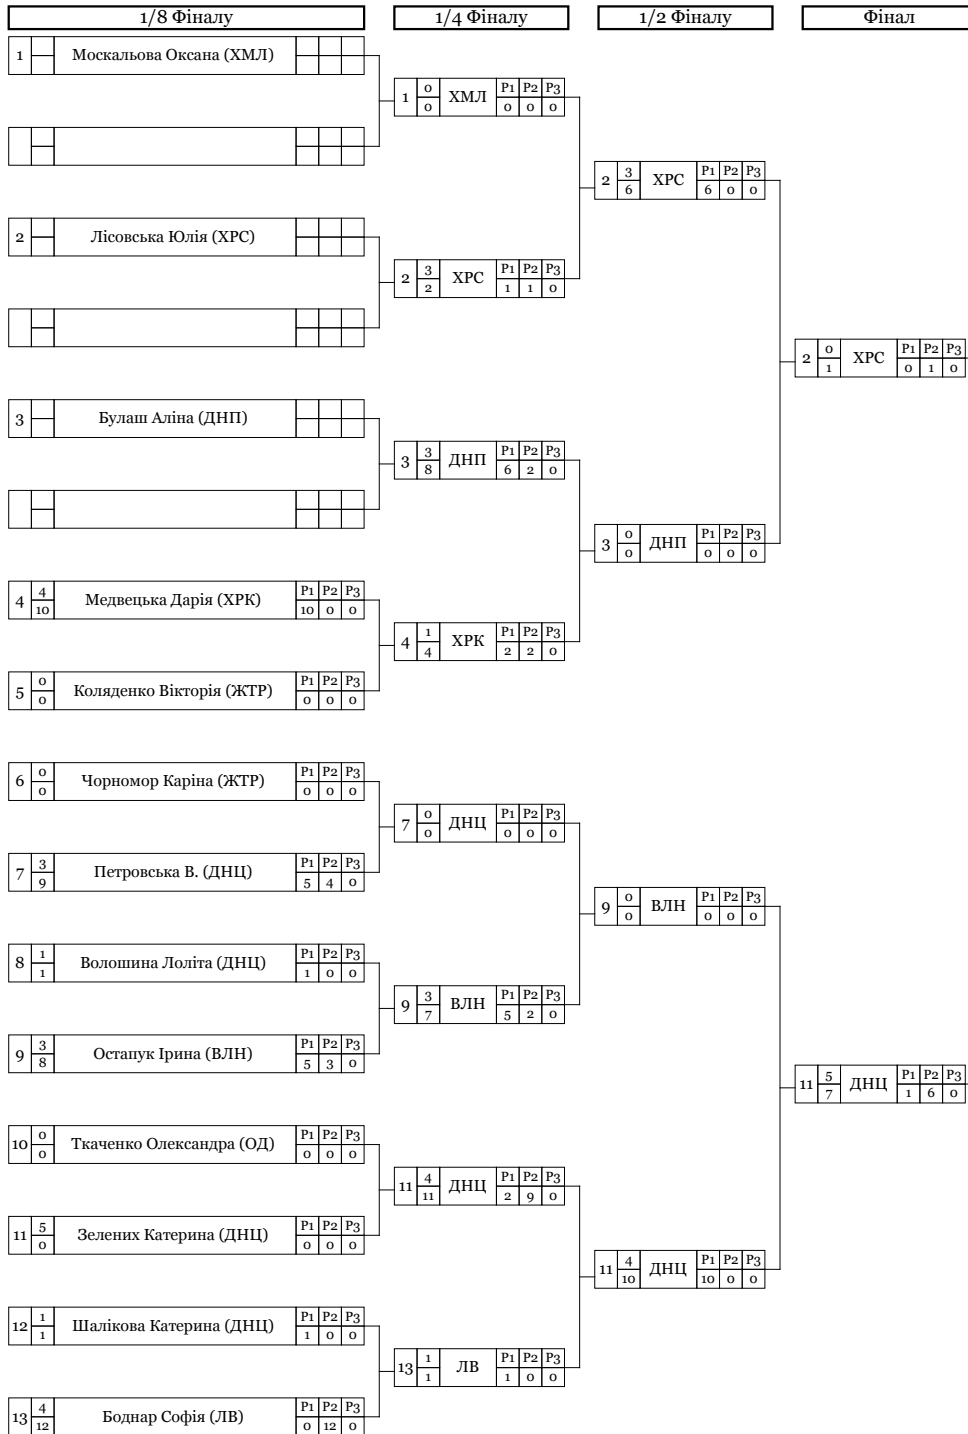 1/8 Фіналу
1/4 Фіналу
1/2 Фіналу
Фінал
1 Москальова Оксана (ХМЛ)
2 Лісовська Юлія (ХРС)
3 Булаш Аліна (ДНП)
4 4 10 Медвецька Дарія (ХРК) P1 P2 P3 10 0 0
5 0 0 Коляденко Вікторія (ЖТР) P1 P2 P3 0 0 0
6 0 0 Чорномор Каріна (ЖТР) P1 P2 P3 0 0 0
7 3 9 Петровська В. (ДНЦ) P1 P2 P3 5 4 0
8 1 1 Волошина Лоліта (ДНЦ) P1 P2 P3 1 0 0
9 3 8 Остапук Ірина (ВЛН) P1 P2 P3 5 3 0
10 0 0 Ткаченко Олександра (ОД) P1 P2 P3 0 0 0
11 5 0 Зелених Катерина (ДНЦ) P1 P2 P3 0 0 0
12 1 1 Шалікова Катерина (ДНЦ) P1 P2 P3 1 0 0
13 4 12 Боднар Софія (ЛВ) P1 P2 P3 0 12 0
1 0 0 ХМЛ P1 P2 P3 0 0 0
2 3 2 ХРС P1 P2 P3 1 1 0
3 3 8 ДНП P1 P2 P3 6 2 0
4 1 4 ХРК P1 P2 P3 2 2 0
7 0 0 ДНЦ P1 P2 P3 0 0 0
9 3 7 ВЛН P1 P2 P3 5 2 0
11 4 11 ДНЦ P1 P2 P3 2 9 0
13 1 1 ЛВ P1 P2 P3 1 0 0
2 3 6 ХРС P1 P2 P3 6 0 0
3 0 0 ДНП P1 P2 P3 0 0 0
9 0 0 ВЛН P1 P2 P3 0 0 0
11 4 10 ДНЦ P1 P2 P3 10 0 0
2 0 1 ХРС P1 P2 P3 0 1 0
11 5 7 ДНЦ P1 P2 P3 1 6 0